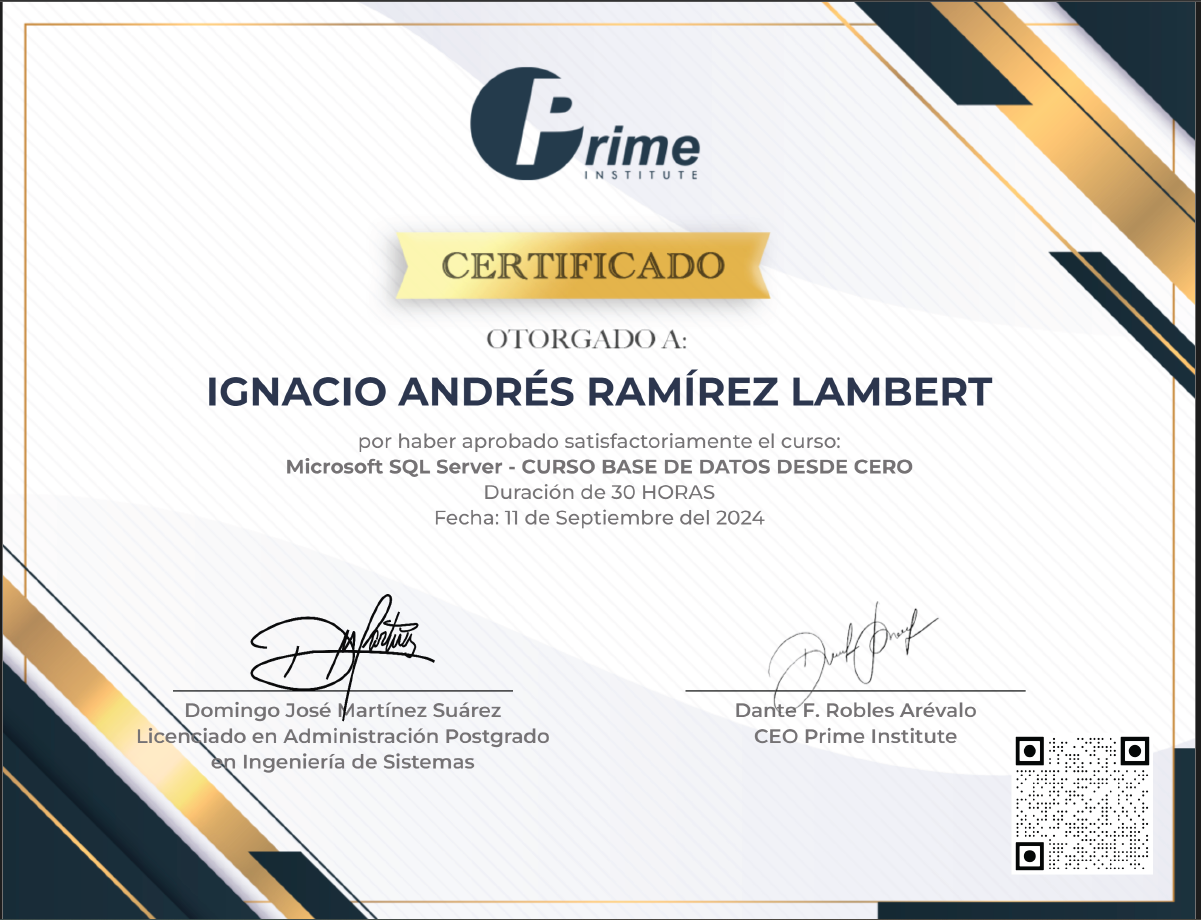 Prime
INSTITUTE
CERTIFICADO
OTORGADO A:
IGNACIO ANDRÉS RAMÍREZ LAMBERT
por haber aprobado satisfactoriamente el curso:
Microsoft SQL Server - CURSO BASE DE DATOS DESDE CERO
Duración de 30 HORAS
Fecha: 11 de Septiembre del 2024
Domingo José Martínez Suárez
Licenciado en Administración Postgrado
en Ingeniería de Sistemas
Dante F. Robles Arévalo
CEO Prime Institute